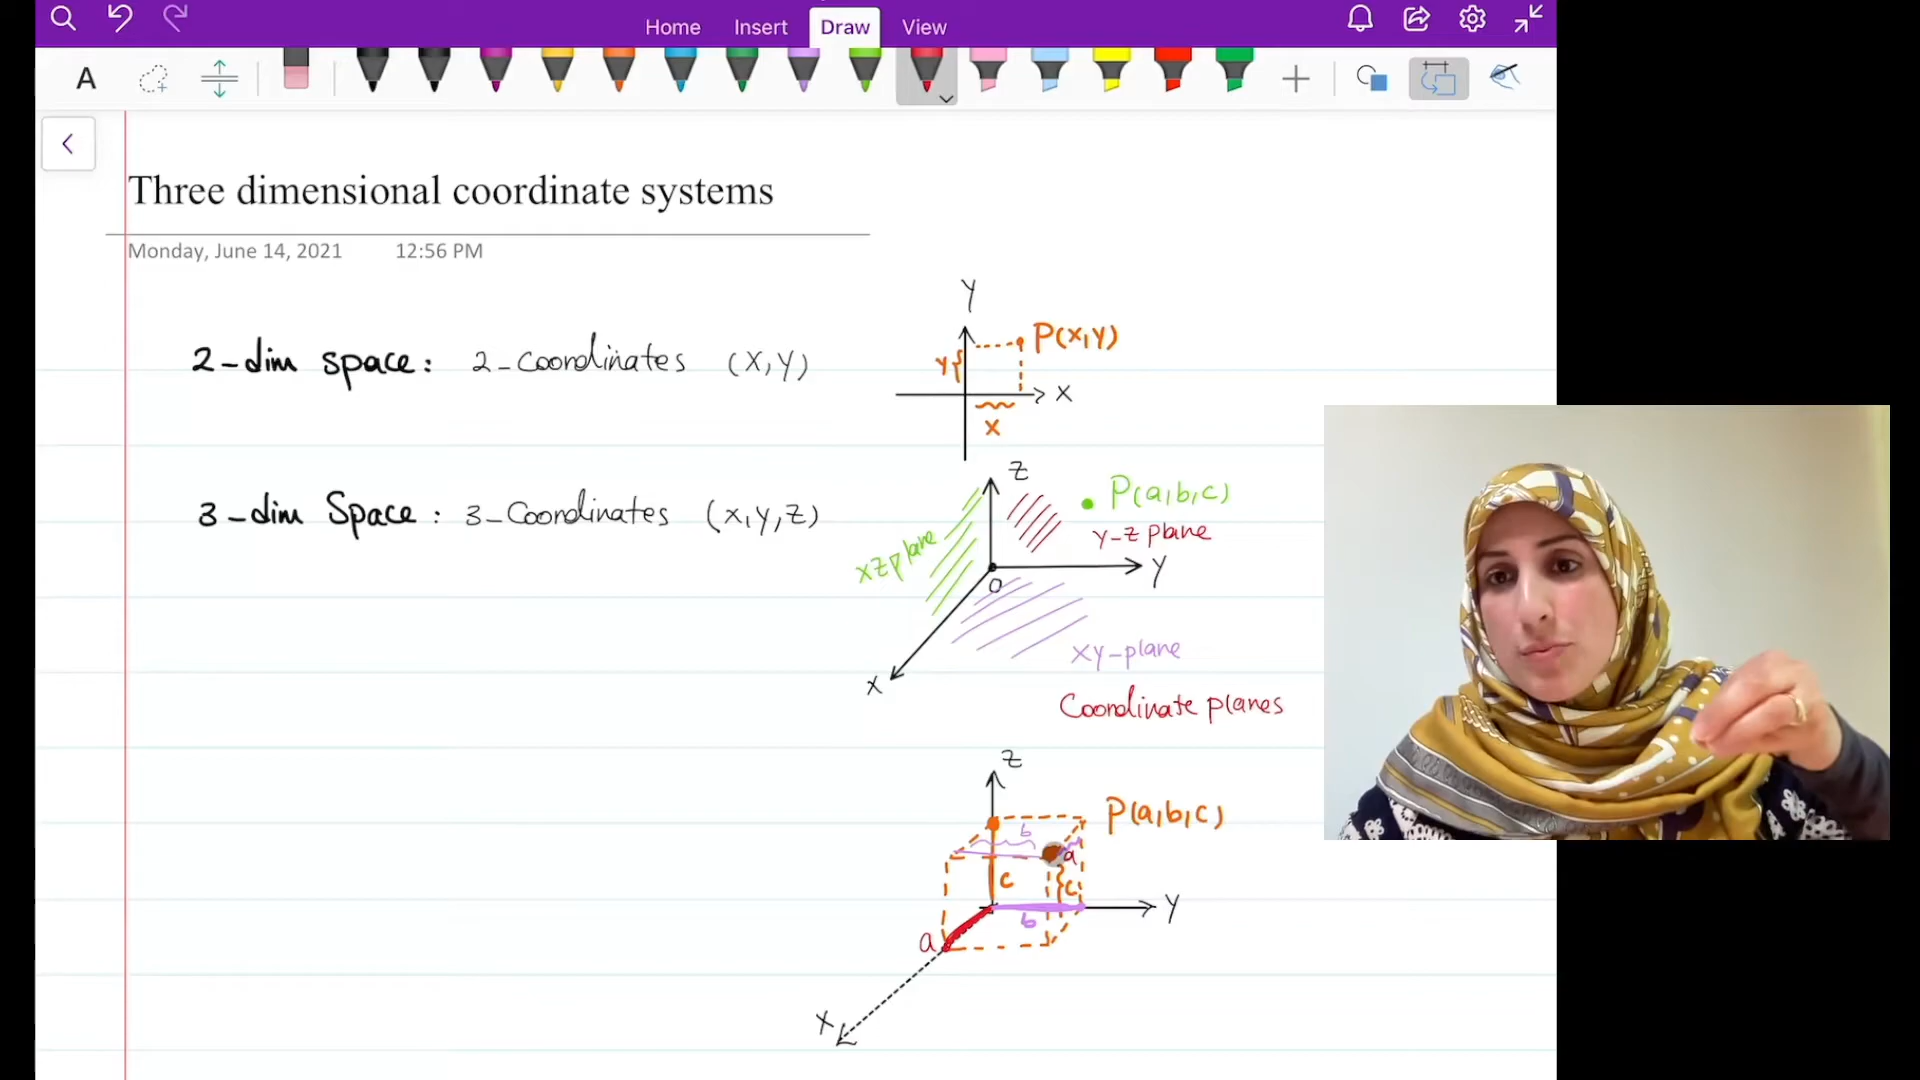 Home Insert Draw View
A
Three dimensional coordinate systems
Monday, June 14, 2021 12:56 PM
Y
P(X,Y)
2-dim space: 2-Coordinates (X,Y)
Y
X
X
Z
P(a,b,c)
3-dim Space: 3-Coordinates (X,Y,Z)
Y-Z plane
XZ plane
Y
O
XY-plane
X
Coordinate planes
Z
P(a,b,c)
b
a
C
C
Y
b
a
X